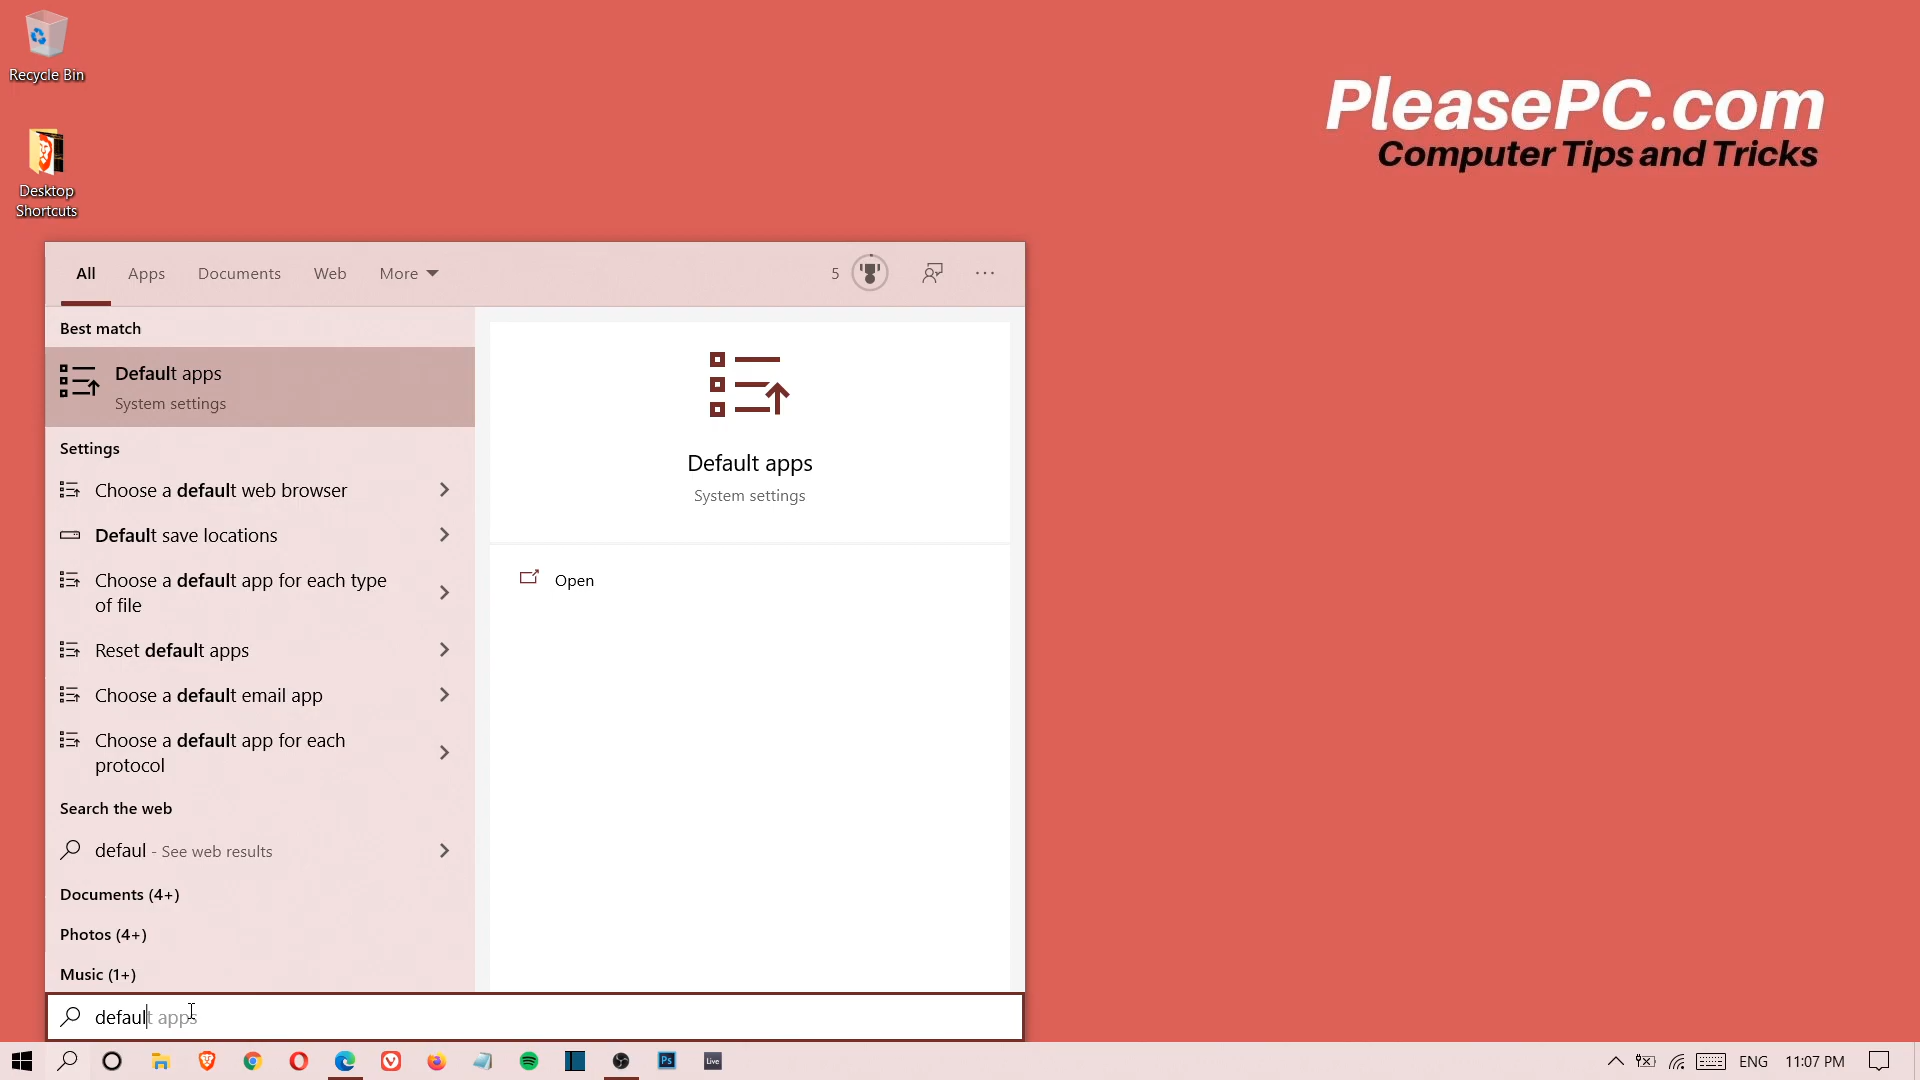 Recycle Bin
Desktop
Shortcuts
PleasePC.com
Computer Tips and Tricks
All Apps Documents Web More 5
Best match
Default apps
System settings
Settings
Choose a default web browser
Default save locations
Choose a default app for each type
of file
Reset default apps
Choose a default email app
Choose a default app for each
protocol
Search the web
defaul - See web results
Documents (4+)
Photos (4+)
Music (1+)
Default apps
System settings
Open
default apps
Ps
Live
ENG
11:07 PM